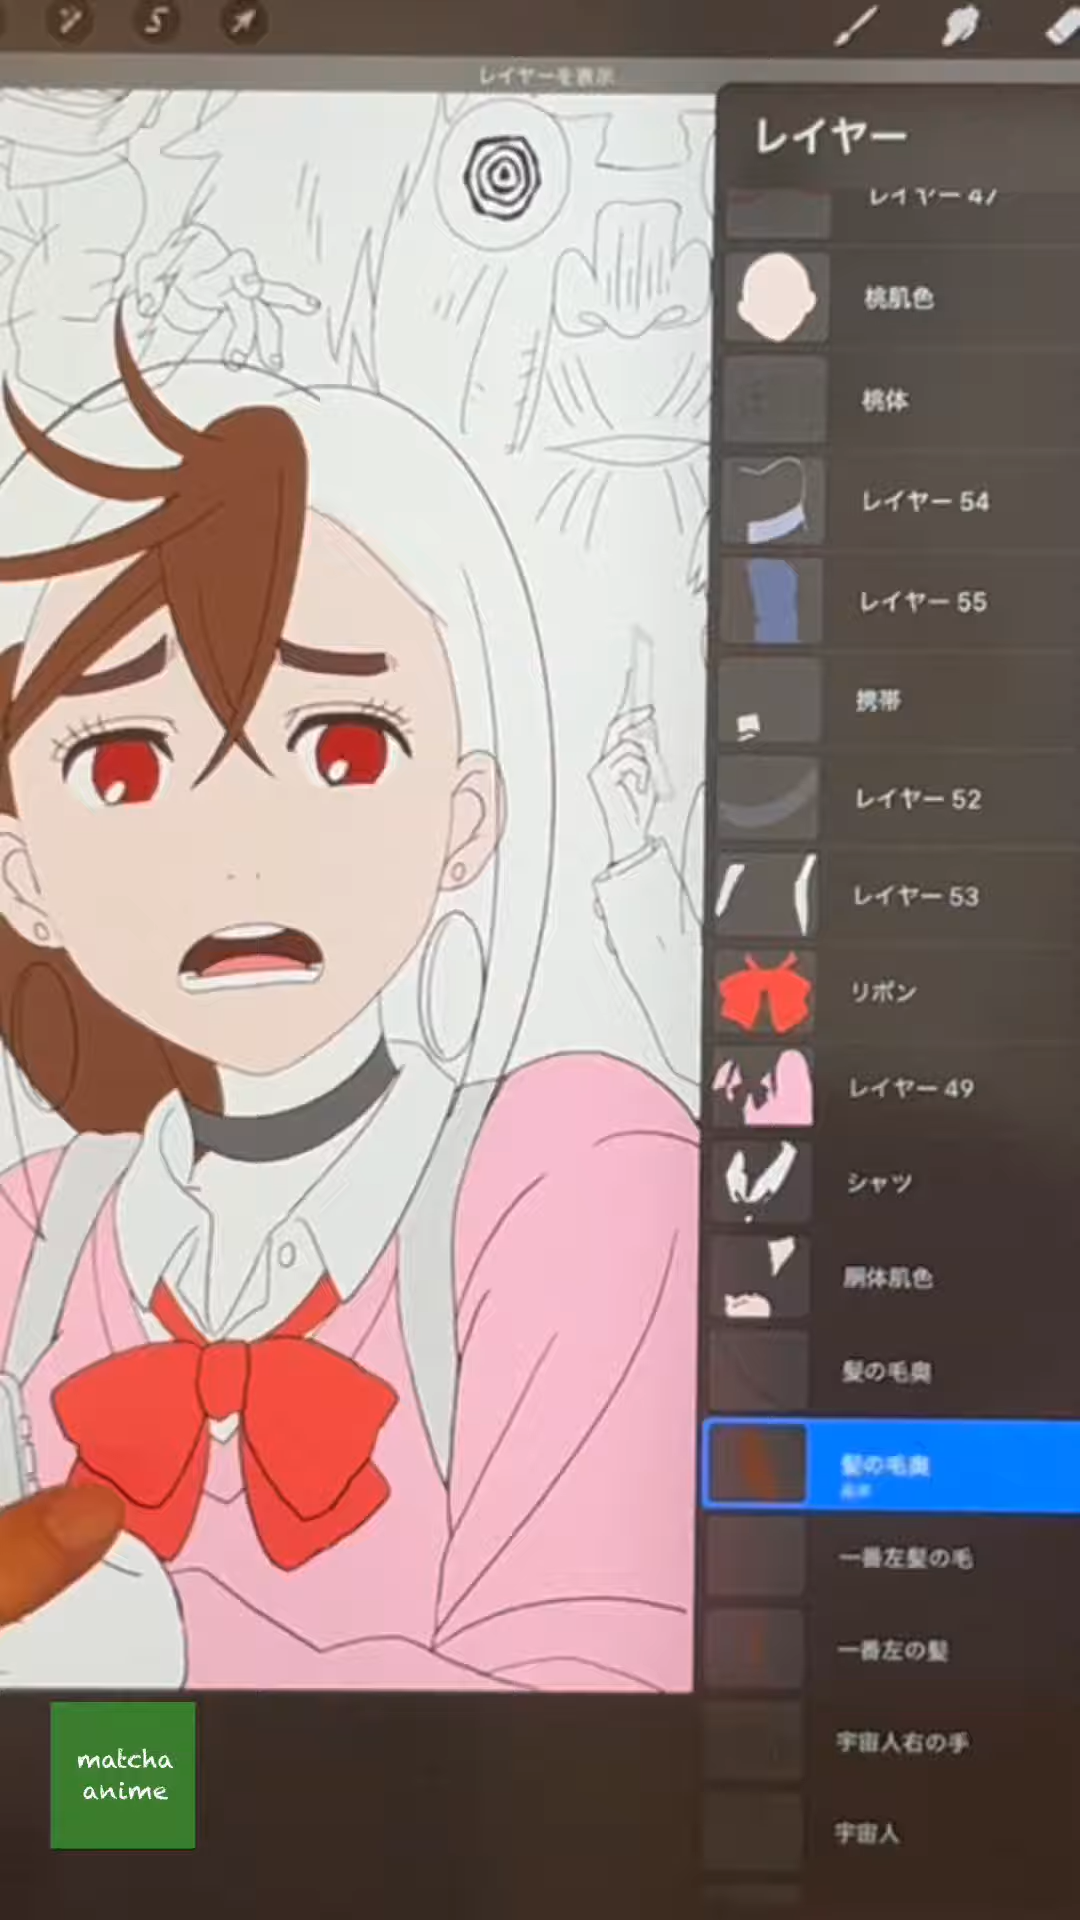 レイヤーを表示
レイヤー
レイヤー 47
桃肌色
桃体
レイヤー 54
レイヤー 55
携帯
レイヤー 52
レイヤー 53
リボン
レイヤー 49
シャツ
胴体肌色
髪の毛奥
髪の毛奥
一番左髪の毛
一番左の髪
宇宙人右の手
宇宙人
matcha
anime